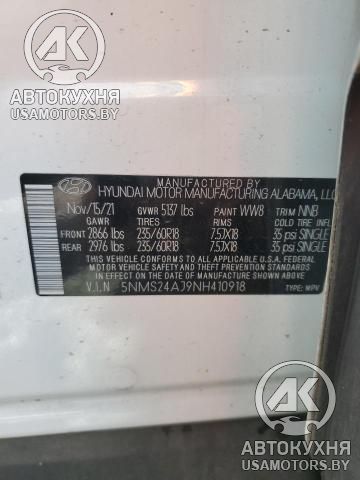 АК
АВТОКУХНЯ
USAMOTORS.BY
MANUFACTURED BY
HYUNDAI MOTOR MANUFACTURING ALABAMA, LLC
Nov/15/21 GVWR 5137 lbs PAINT WW8 TRIM NNB
GAWR TIRES RIMS COLD
FRONT 2866 lbs 235/60R18 7.5JX18 35 psi SINGLE
REAR 2976 lbs 235/60R18 7.5JX18 35 psi SINGLE
THIS VEHICLE CONFORMS TO ALL APPLICABLE U.S.A. FEDERAL
MOTOR VEHICLE SAFETY, BUMPER, AND THEFT PREVENTION STANDARDS
IN EFFECT ON THE DATE OF MANUFACTURE SHOWN ABOVE.
V.I.N 5NMS24AJ9NH410918 TYPE: MPV
АК
АВТОКУХНЯ
USAMOTORS.BY